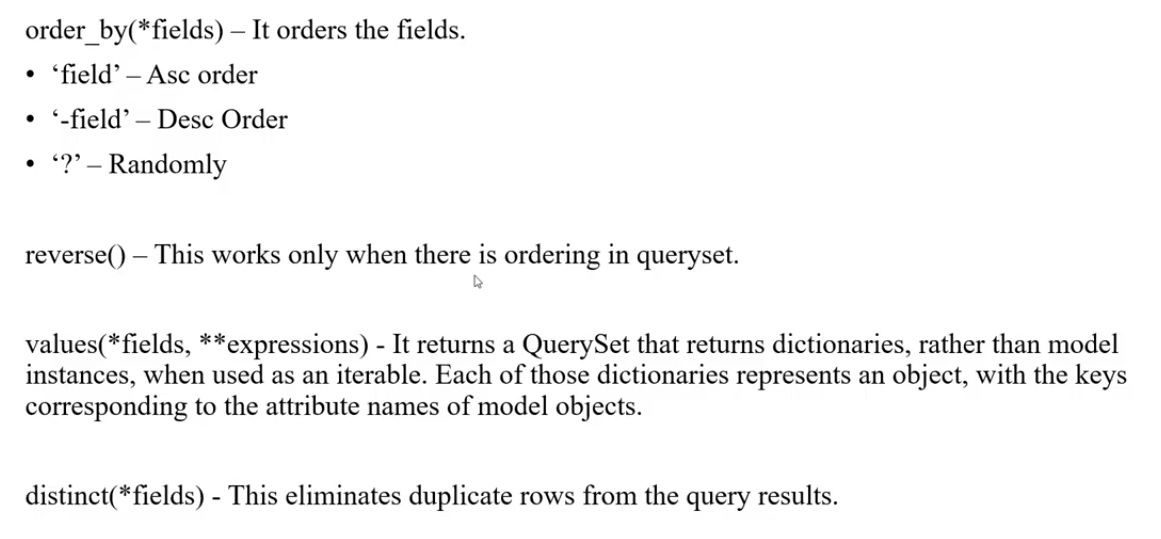 order_by(*fields) – It orders the fields.
• ‘field’ – Asc order
• ‘-field’ – Desc Order
• ‘?’ – Randomly
reverse() – This works only when there is ordering in queryset.
values(*fields, **expressions) - It returns a QuerySet that returns dictionaries, rather than model
instances, when used as an iterable. Each of those dictionaries represents an object, with the keys
corresponding to the attribute names of model objects.
distinct(*fields) - This eliminates duplicate rows from the query results.